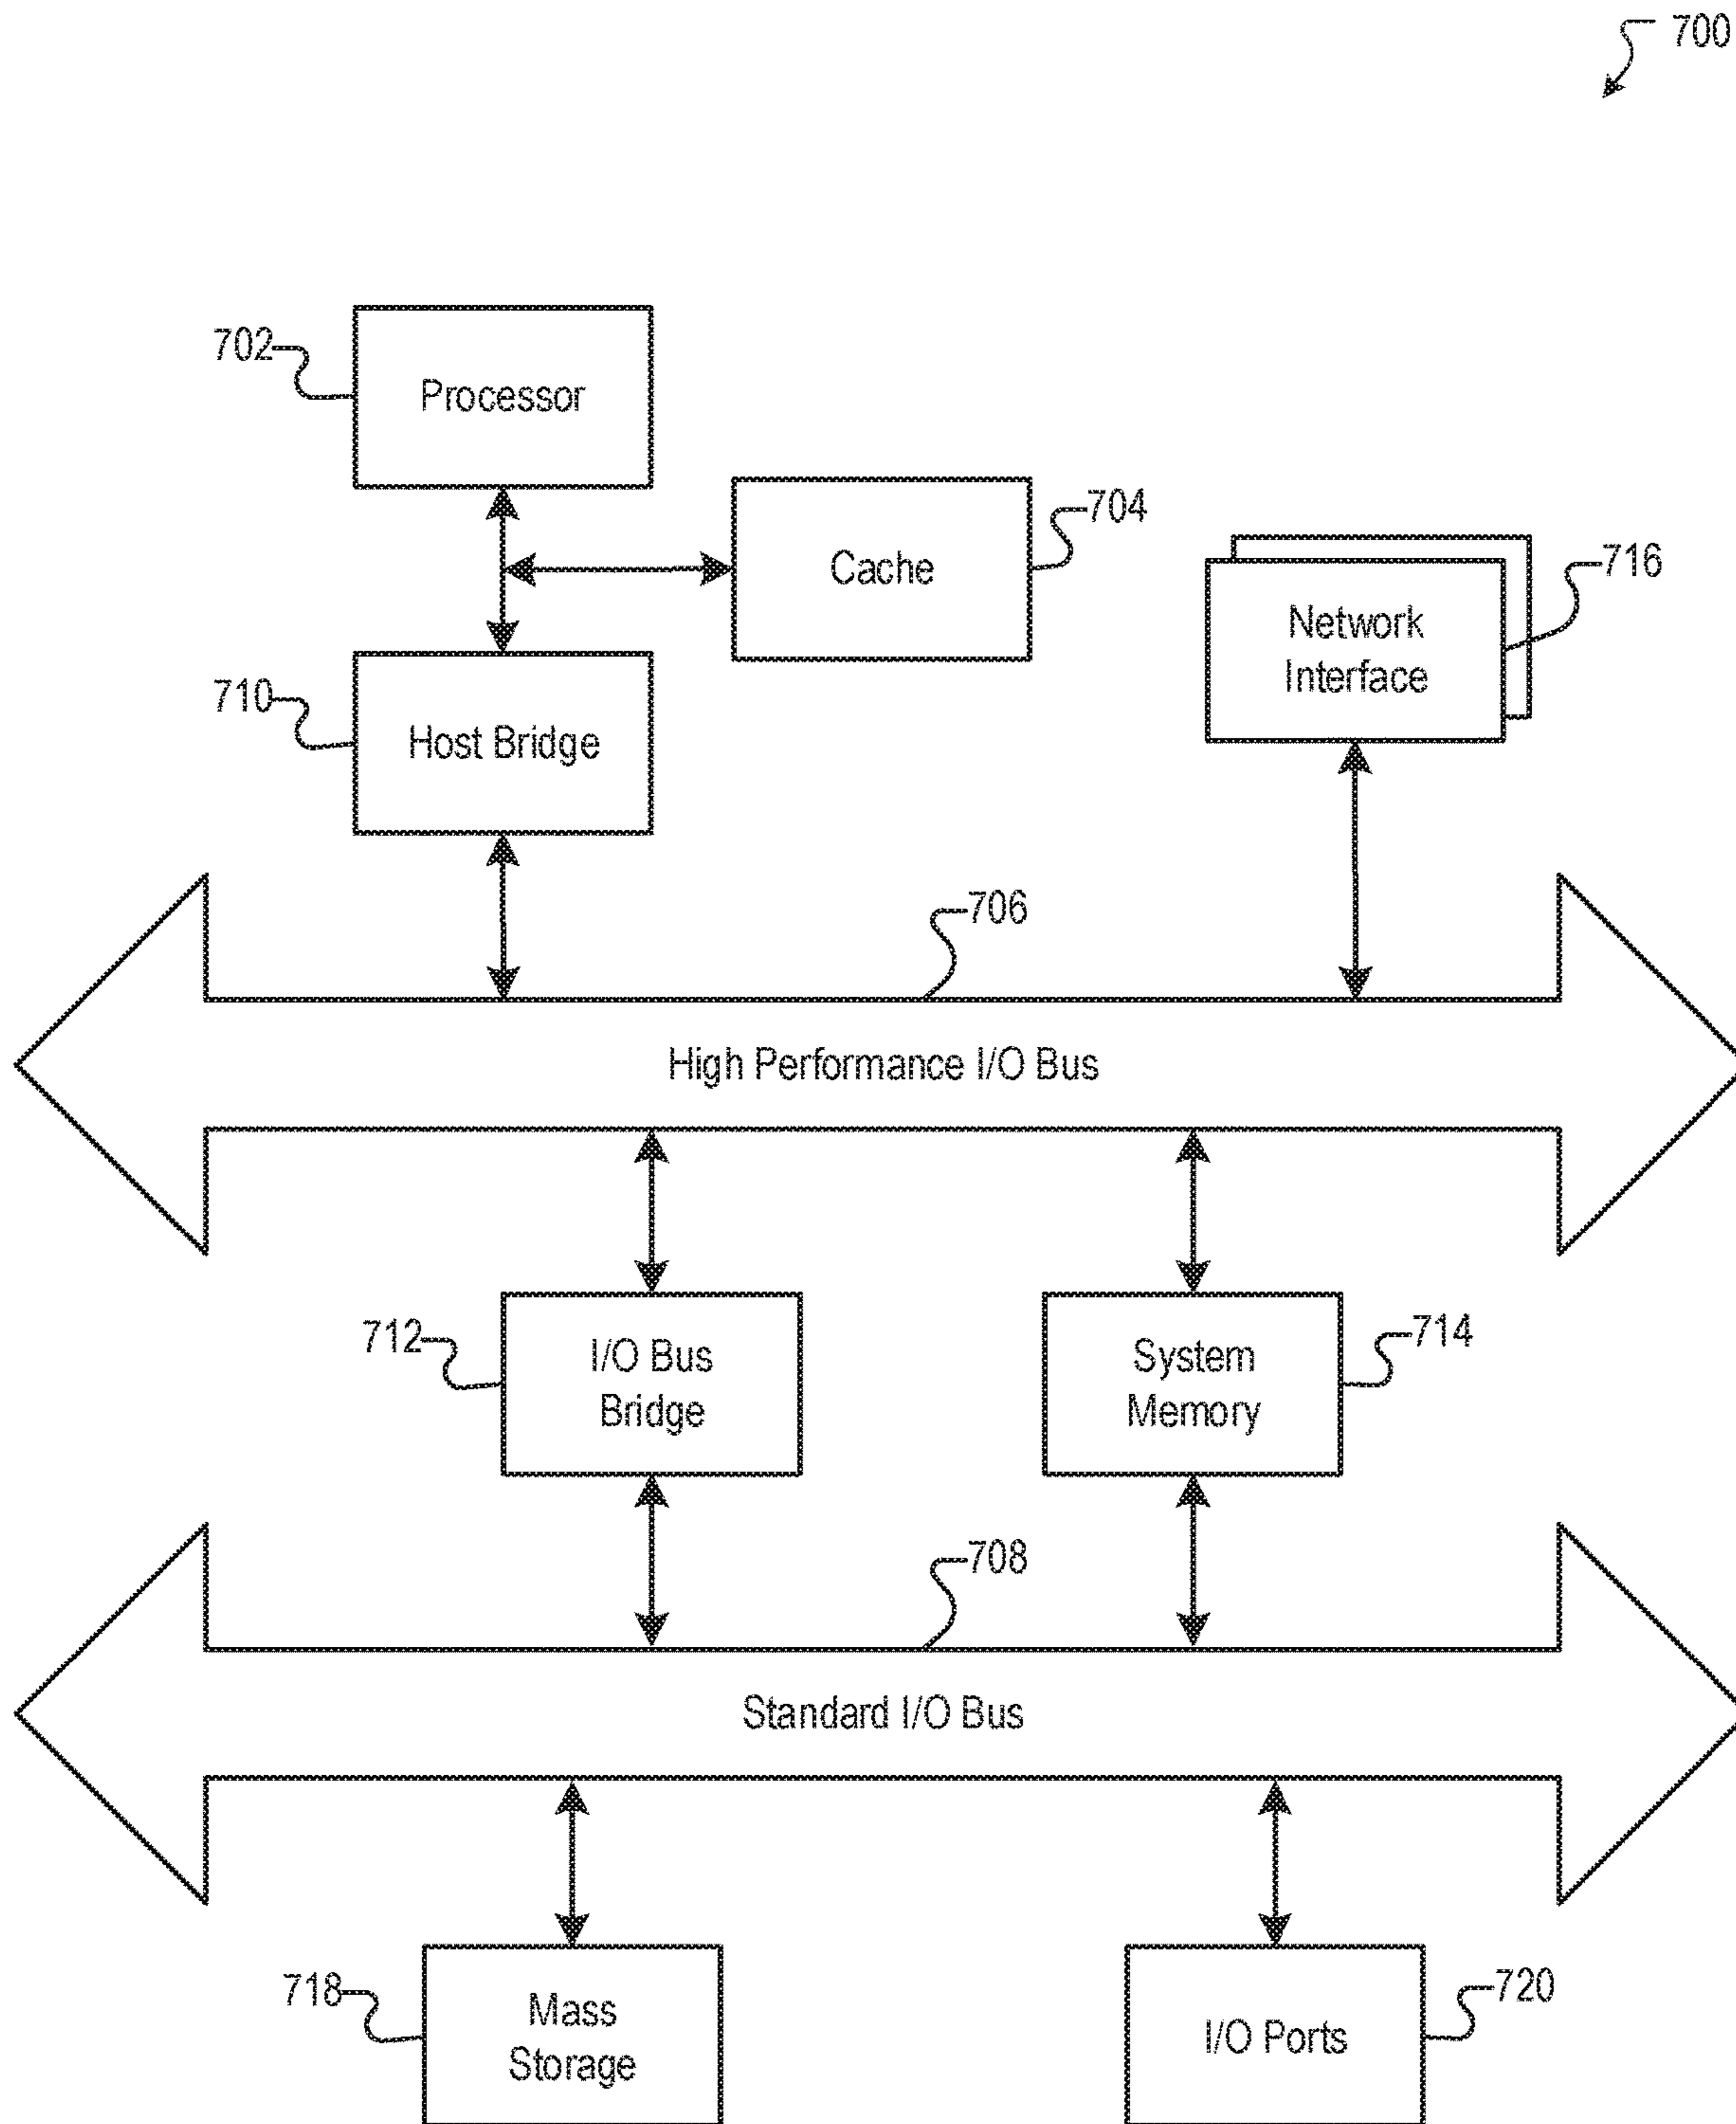 700
702
Processor
Cache
704
Network
Interface
716
710
Host Bridge
706
High Performance I/O Bus
712
I/O Bus
Bridge
System
Memory
714
708
Standard I/O Bus
718
Mass
Storage
I/O Ports
720